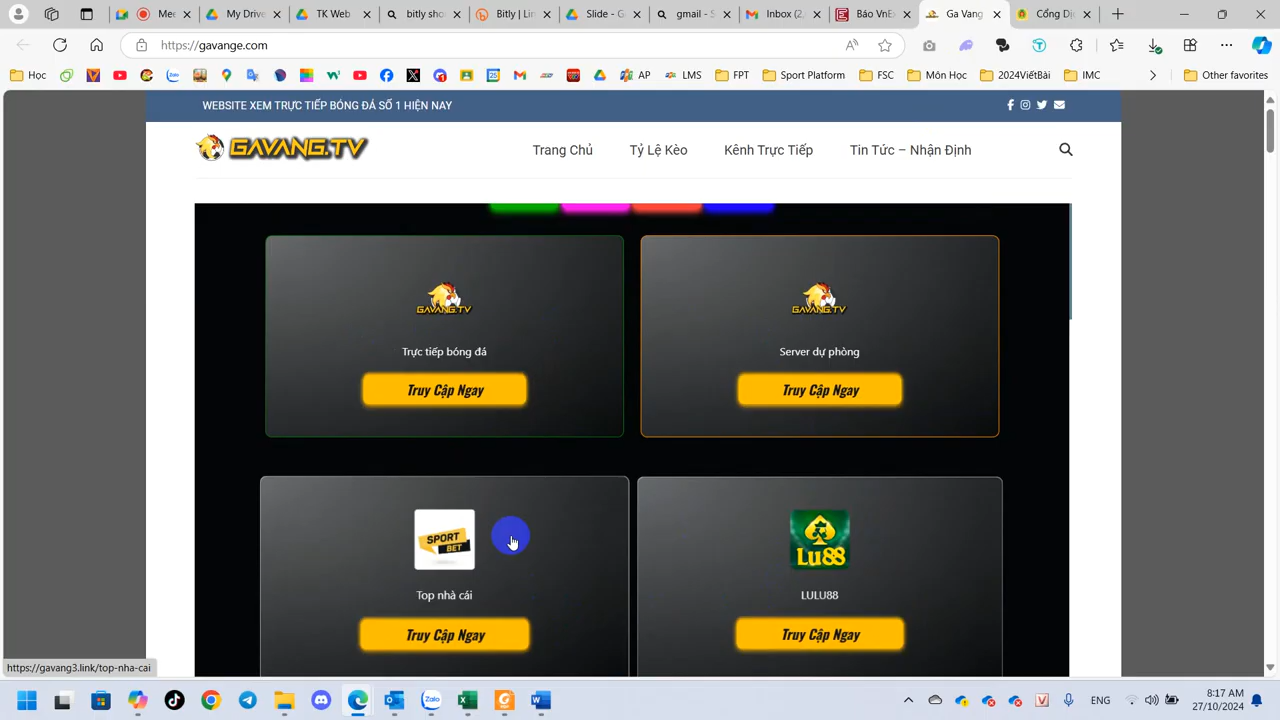 Mee
My Drive
TK Web
bitly sho
Bitly | Lin
Slide - G
gmail - S
Inbox (2,
Báo VnE
Ga Vang
Cổng Dị
https://gavange.com
Học
AP
LMS
FPT
Sport Platform
FSC
Môn Học
2024ViếtBài
IMC
Other favorites
WEBSITE XEM TRỰC TIẾP BÓNG ĐÁ SỐ 1 HIỆN NAY
GAVANG.TV
Trang Chủ
Tỷ Lệ Kèo
Kênh Trực Tiếp
Tin Tức – Nhận Định
GAVANG.TV
GAVANG.TV
Trực tiếp bóng đá
Server dự phòng
Truy Cập Ngay
Truy Cập Ngay
SPORT
BET
Lu88
Top nhà cái
LULU88
Truy Cập Ngay
Truy Cập Ngay
https://gavang3.link/top-nha-cai
Zalo
ENG
8:17 AM
27/10/2024